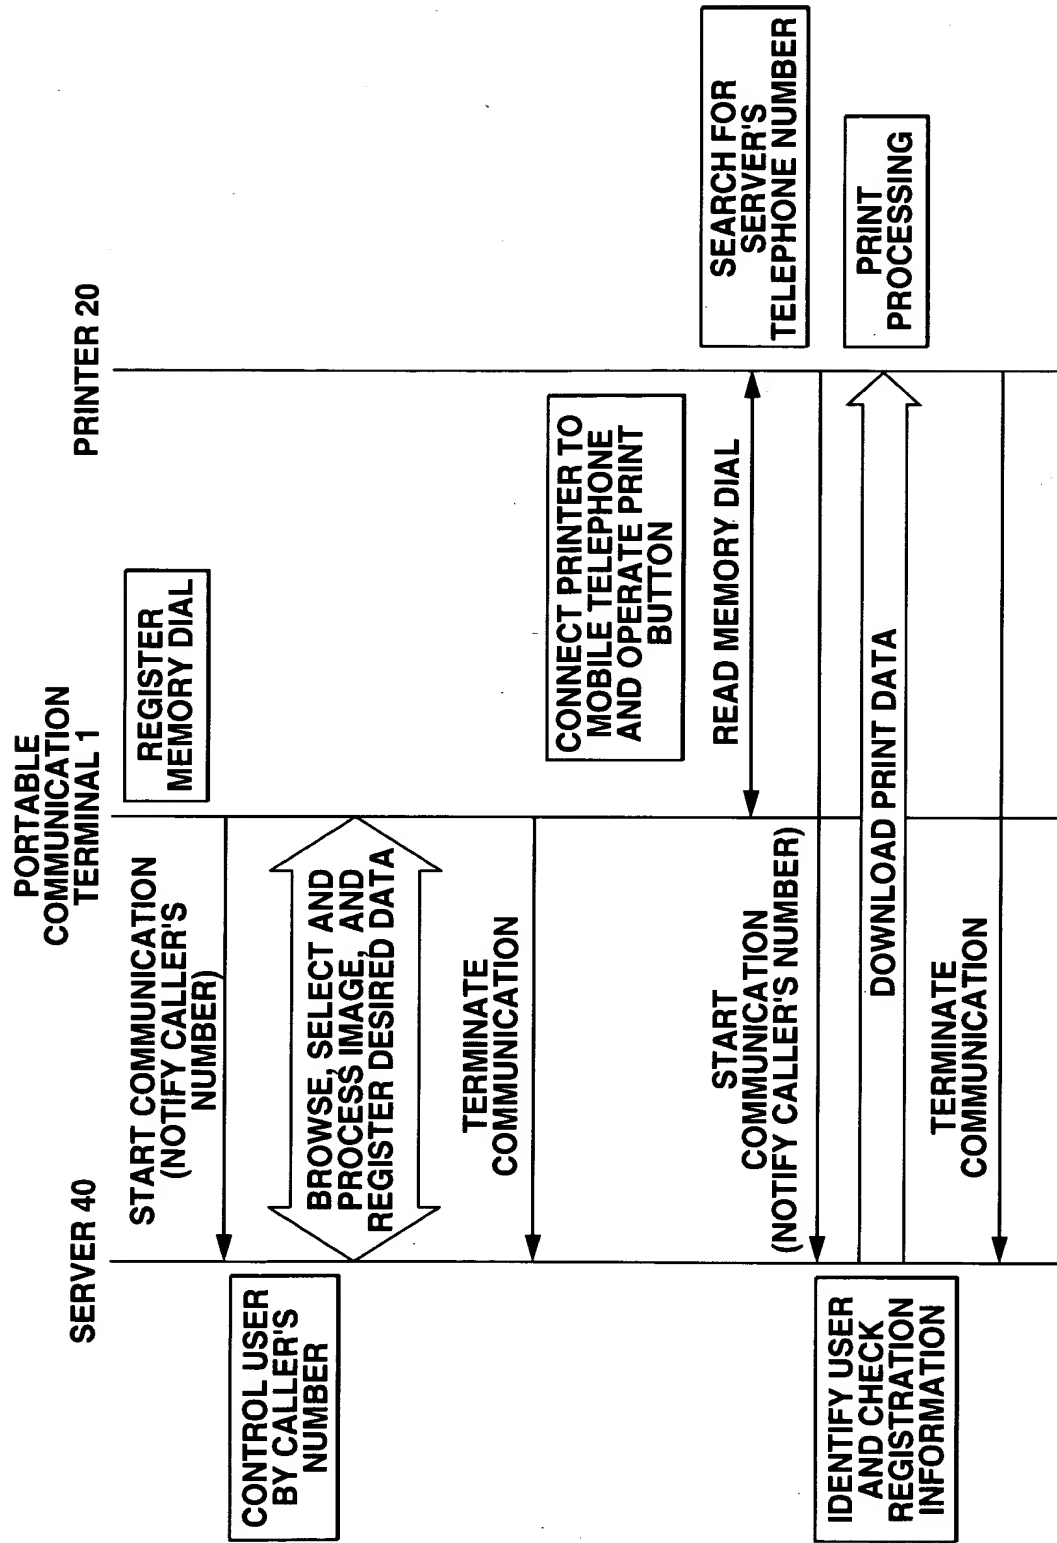 SERVER 40
PORTABLE
COMMUNICATION
TERMINAL 1
PRINTER 20
START COMMUNICATION
(NOTIFY CALLER'S
NUMBER)
REGISTER
MEMORY DIAL
CONTROL USER
BY CALLER'S
NUMBER
BROWSE, SELECT AND
PROCESS IMAGE, AND
REGISTER DESIRED DATA
TERMINATE
COMMUNICATION
CONNECT PRINTER TO
MOBILE TELEPHONE
AND OPERATE PRINT
BUTTON
READ MEMORY DIAL
SEARCH FOR
SERVER'S
TELEPHONE NUMBER
START
COMMUNICATION
(NOTIFY CALLER'S NUMBER)
IDENTIFY USER
AND CHECK
REGISTRATION
INFORMATION
DOWNLOAD PRINT DATA
PRINT
PROCESSING
TERMINATE
COMMUNICATION